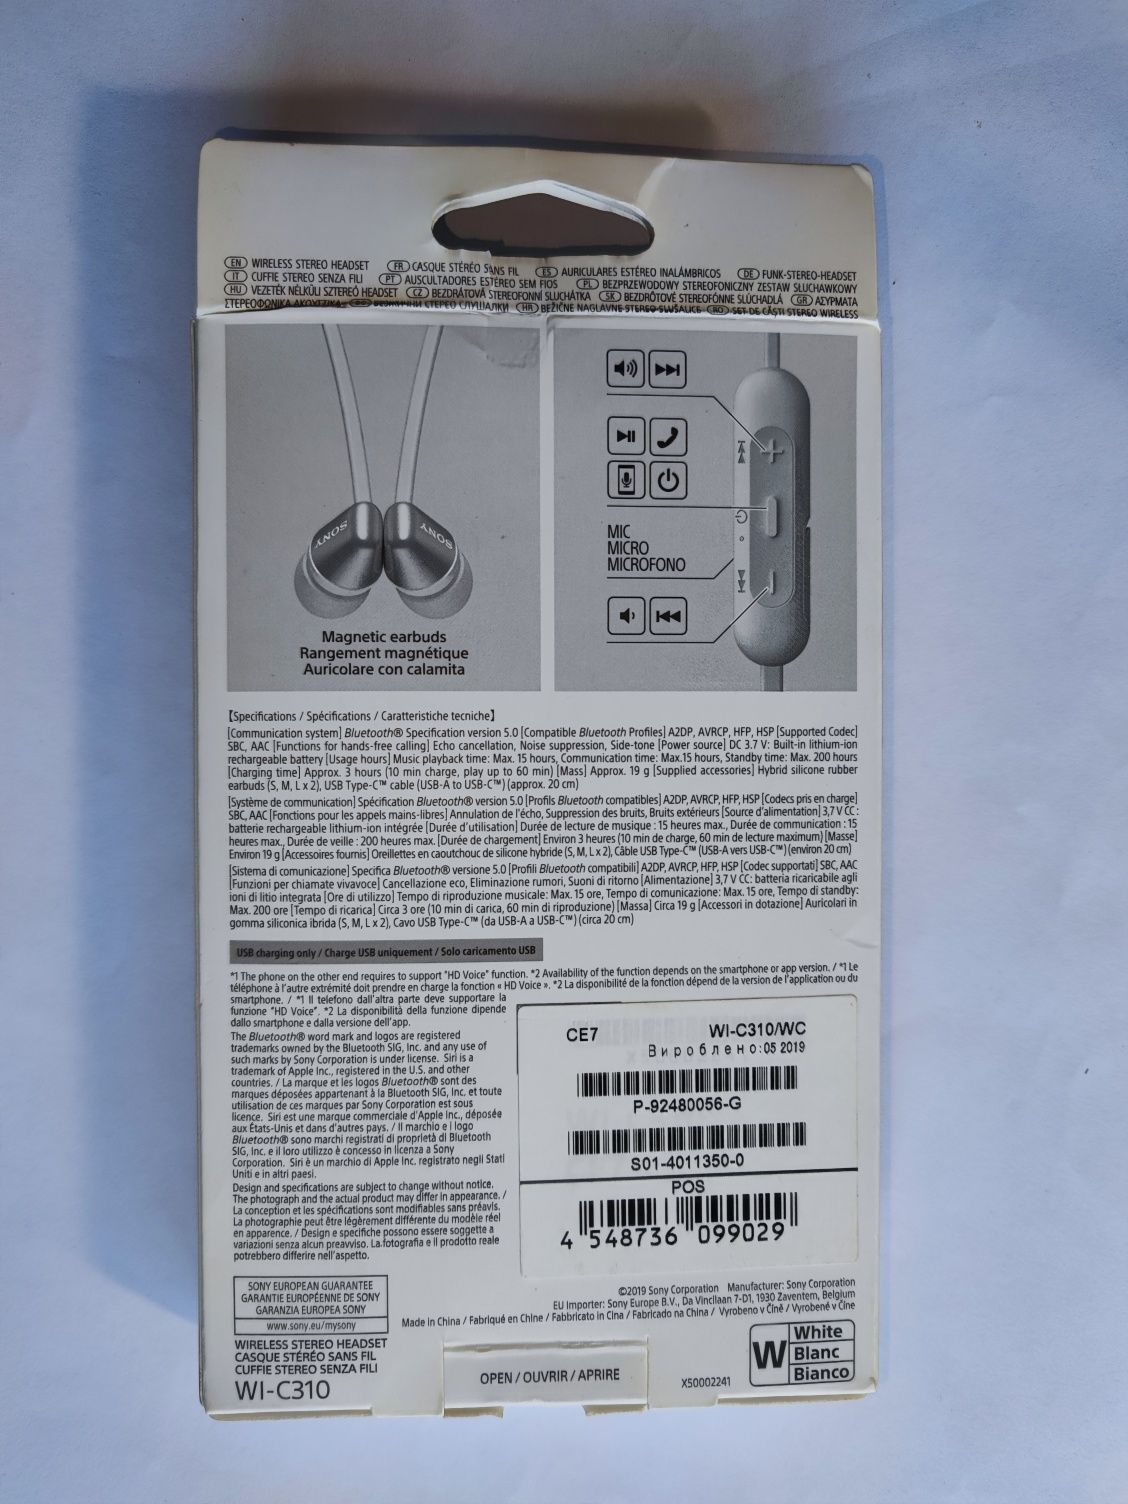 EN WIRELESS STEREO HEADSET FR CASQUE STÉRÉO SANS FIL ES AURICULARES ESTÉREO INALÁMBRICOS DE FUNK-STEREO-HEADSET
IT CUFFIE STEREO SENZA FILI PT AUSCULTADORES ESTÉREO SEM FIOS PL BEZPRZEWODOWY STEREOFONICZNY ZESTAW SŁUCHAWKOWY
HU VEZETÉK NÉLKÜLI SZTEREÓ HEADSET CZ BEZDRÁTOVÁ STEREOFONNÍ SLUCHÁTKA SK BEZDRÔTOVÉ STEREOFÓNNE SLÚCHADLÁ GR ΑΣΥΡΜΑΤΑ
ΣΤΕΡΕΟΦΩΝΙΚΑ ΑΚΟΥΣΤΙΚΑ СТЕРЕО СЛУШАЛКИ HR BEŽIČNE NAGLAVNE STEREO SLUŠALICE RO SET DE CĂȘTI STEREO WIRELESS
SONY SONY
Magnetic earbuds
Rangement magnétique
Auricolare con calamita
MIC
MICRO
MICROFONO
【Specifications / Spécifications / Caratteristiche tecniche】
[Communication system] Bluetooth® Specification version 5.0 [Compatible Bluetooth Profiles] A2DP, AVRCP, HFP, HSP [Supported Codec]
SBC, AAC [Functions for hands-free calling] Echo cancellation, Noise suppression, Side-tone [Power source] DC 3.7 V: Built-in lithium-ion
rechargeable battery [Usage hours] Music playback time: Max. 15 hours, Communication time: Max.15 hours, Standby time: Max. 200 hours
[Charging time] Approx. 3 hours (10 min charge, play up to 60 min) [Mass] Approx. 19 g [Supplied accessories] Hybrid silicone rubber
earbuds (S, M, L x 2), USB Type-C™ cable (USB-A to USB-C™) (approx. 20 cm)
[Système de communication] Spécification Bluetooth® version 5.0 [Profils Bluetooth compatibles] A2DP, AVRCP, HFP, HSP [Codecs pris en charge]
SBC, AAC [Fonctions pour les appels mains-libres] Annulation de l'écho, Suppression des bruits, Bruits extérieurs [Source d'alimentation] 3,7 V CC :
batterie rechargeable lithium-ion intégrée [Durée d'utilisation] Durée de lecture de musique : 15 heures max., Durée de communication : 15
heures max., Durée de veille : 200 heures max. [Durée de chargement] Environ 3 heures (10 min de charge, 60 min de lecture maximum) [Masse]
Environ 19 g [Accessoires fournis] Oreillettes en caoutchouc de silicone hybride (S, M, L x 2), Câble USB Type-C™ (USB-A vers USB-C™) (environ 20 cm)
[Sistema di comunicazione] Specifica Bluetooth® versione 5.0 [Profili Bluetooth compatibili] A2DP, AVRCP, HFP, HSP [Codec supportati] SBC, AAC
[Funzioni per chiamate vivavoce] Cancellazione eco, Eliminazione rumori, Suoni di ritorno [Alimentazione] 3,7 V CC: batteria ricaricabile agli
ioni di litio integrata [Ore di utilizzo] Tempo di riproduzione musicale: Max. 15 ore, Tempo di comunicazione: Max. 15 ore, Tempo di standby:
Max. 200 ore [Tempo di ricarica] Circa 3 ore (10 min di carica, 60 min di riproduzione) [Massa] Circa 19 g [Accessori in dotazione] Auricolari in
gomma siliconica ibrida (S, M, L x 2), Cavo USB Type-C™ (da USB-A a USB-C™) (circa 20 cm)
USB charging only / Charge USB uniquement / Solo caricamento USB
*1 The phone on the other end requires to support "HD Voice" function. *2 Availability of the function depends on the smartphone or app version. / *1 Le
téléphone à l'autre extrémité doit prendre en charge la fonction « HD Voice ». *2 La disponibilité de la fonction dépend de la version de l'application ou du
smartphone. / *1 Il telefono dall'altra parte deve supportare la
funzione "HD Voice". *2 La disponibilità della funzione dipende
dallo smartphone e dalla versione dell'app.
The Bluetooth® word mark and logos are registered
trademarks owned by the Bluetooth SIG, Inc. and any use of
such marks by Sony Corporation is under license. Siri is a
trademark of Apple Inc., registered in the U.S. and other
countries. / La marque et les logos Bluetooth® sont des
marques déposées appartenant à la Bluetooth SIG, Inc. et toute
utilisation de ces marques par Sony Corporation est sous
licence. Siri est une marque commerciale d'Apple Inc., déposée
aux États-Unis et dans d'autres pays. / Il marchio e i logo
Bluetooth® sono marchi registrati di proprietà di Bluetooth
SIG, Inc. e il loro utilizzo è concesso in licenza a Sony
Corporation. Siri è un marchio di Apple Inc. registrato negli Stati
Uniti e in altri paesi.
Design and specifications are subject to change without notice.
The photograph and the actual product may differ in appearance. /
La conception et les spécifications sont modifiables sans préavis.
La photographie peut être légèrement différente du modèle réel
en apparence. / Design e specifiche possono essere soggette a
variazioni senza alcun preavviso. La fotografia e il prodotto reale
potrebbero differire nell'aspetto.
CE7 WI-C310/WC
Вироблено:05 2019
P-92480056-G
S01-4011350-0
POS
4 548736 099029
SONY EUROPEAN GUARANTEE
GARANTIE EUROPÉENNE DE SONY
GARANZIA EUROPEA SONY
www.sony.eu/mysony
WIRELESS STEREO HEADSET
CASQUE STÉRÉO SANS FIL
CUFFIE STEREO SENZA FILI
WI-C310
©2019 Sony Corporation Manufacturer: Sony Corporation
EU Importer: Sony Europe B.V., Da Vincilaan 7-D1, 1930 Zaventem, Belgium
Made in China / Fabriqué en Chine / Fabbricato in Cina / Fabricado na China / Vyrobeno v Číně / Vyrobené v Číne
OPEN / OUVRIR / APRIRE
X50002241
W White
Blanc
Bianco